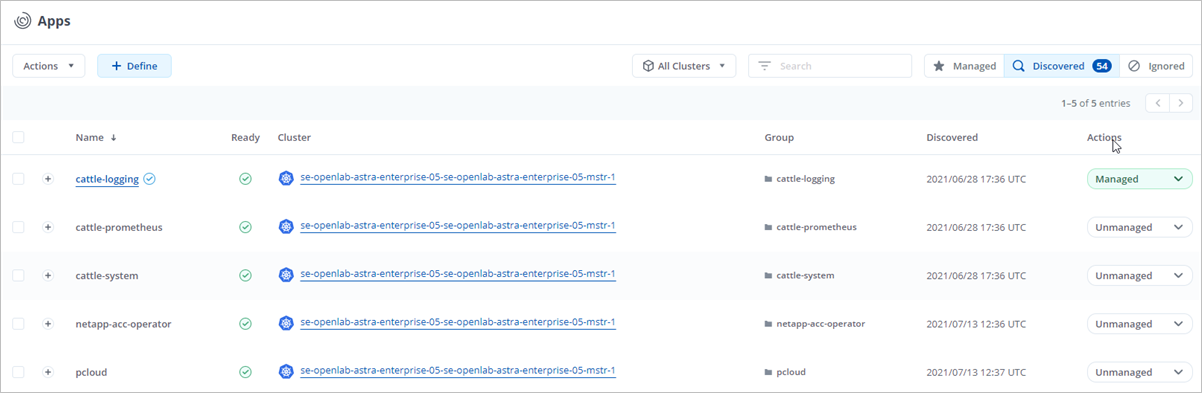 Apps
Actions Define All Clusters Search Managed Discovered 54 Ignored
1–5 of 5 entries
Name Ready Cluster Group Discovered Actions
cattle-logging se-openlab-astra-enterprise-05-se-openlab-astra-enterprise-05-mstr-1 cattle-logging 2021/06/28 17:36 UTC Managed
cattle-prometheus se-openlab-astra-enterprise-05-se-openlab-astra-enterprise-05-mstr-1 cattle-prometheus 2021/06/28 17:36 UTC Unmanaged
cattle-system se-openlab-astra-enterprise-05-se-openlab-astra-enterprise-05-mstr-1 cattle-system 2021/06/28 17:36 UTC Unmanaged
netapp-acc-operator se-openlab-astra-enterprise-05-se-openlab-astra-enterprise-05-mstr-1 netapp-acc-operator 2021/07/13 12:36 UTC Unmanaged
pcloud se-openlab-astra-enterprise-05-se-openlab-astra-enterprise-05-mstr-1 pcloud 2021/07/13 12:37 UTC Unmanaged